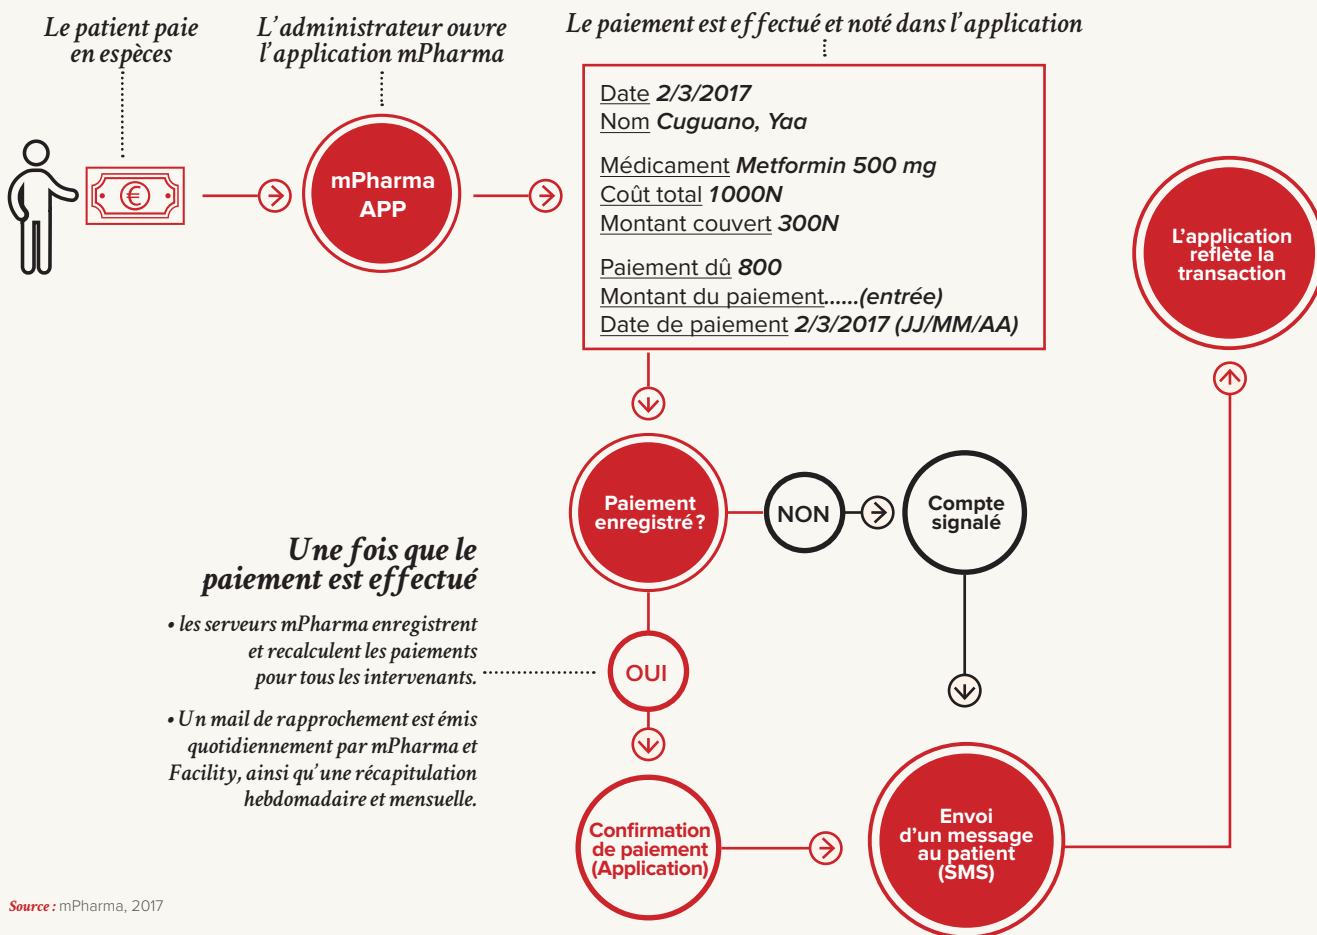 Le patient paie
en espèces
L'administrateur ouvre
l'application mPharma
Le paiement est effectué et noté dans l'application
€
mPharma
APP
Date 2/3/2017
Nom Cuguano, Yaa
Médicament Metformin 500 mg
Coût total 1000N
Montant couvert 300N
Paiement dû 800
Montant du paiement......(entrée)
Date de paiement 2/3/2017 (JJ/MM/AA)
L'application
reflète la
transaction
Paiement
enregistré ?
NON
Compte
signalé
Une fois que le
paiement est effectué
• les serveurs mPharma enregistrent
et recalculent les paiements
pour tous les intervenants.
• Un mail de rapprochement est émis
quotidiennement par mPharma et
Facility, ainsi qu'une récapitulation
hebdomadaire et mensuelle.
OUI
Confirmation
de paiement
(Application)
Envoi
d'un message
au patient
(SMS)
Source : mPharma, 2017